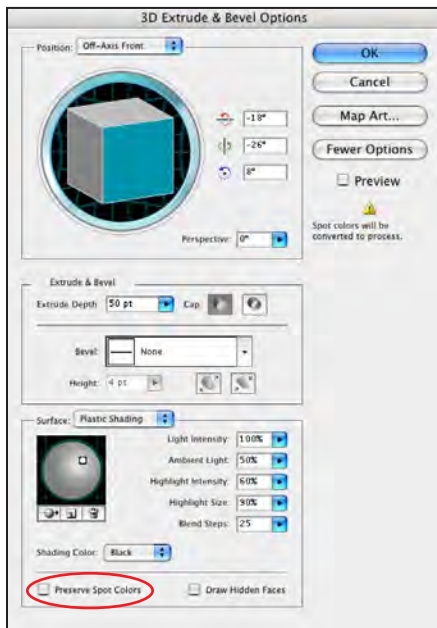 3D Extrude & Bevel Options
Position: Off-Axis Front
-18°
-26°
8°
Perspective: 0°
OK
Cancel
Map Art...
Fewer Options
Preview
Spot colors will be
converted to process.
Extrude & Bevel
Extrude Depth: 50 pt Cap:
Bevel: None
Height: 4 pt
Surface: Plastic Shading
Light Intensity: 100%
Ambient Light: 50%
Highlight Intensity: 60%
Highlight Size: 90%
Blend Steps: 25
Shading Color: Black
Preserve Spot Colors Draw Hidden Faces